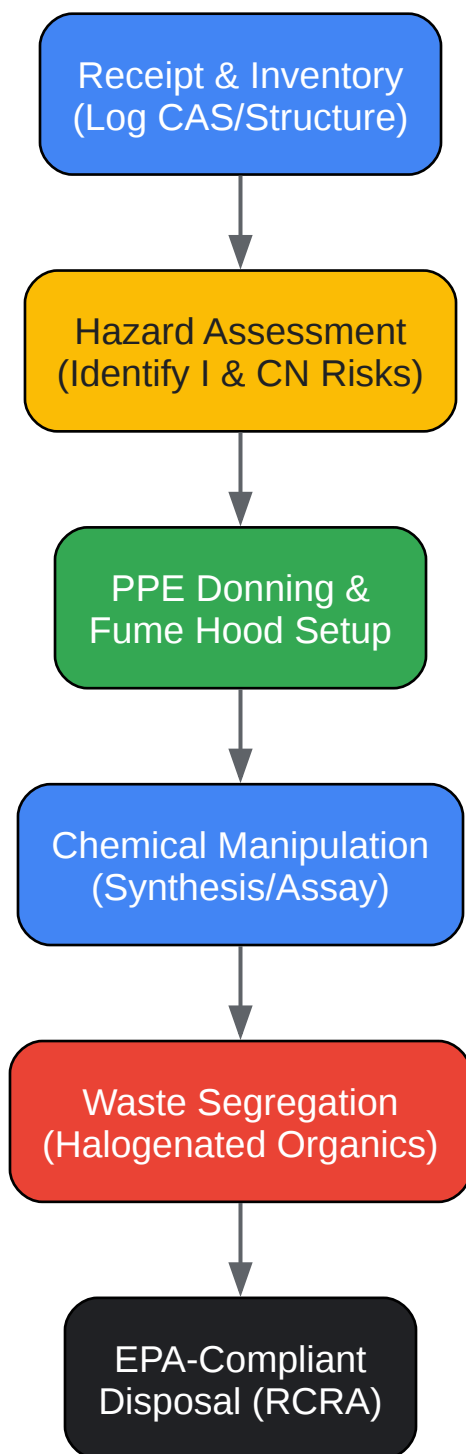 Receipt & Inventory
(Log CAS/Structure)
Hazard Assessment
(Identify I & CN Risks)
PPE Donning &
Fume Hood Setup
Chemical Manipulation
(Synthesis/Assay)
Waste Segregation
(Halogenated Organics)
EPA-Compliant
Disposal (RCRA)